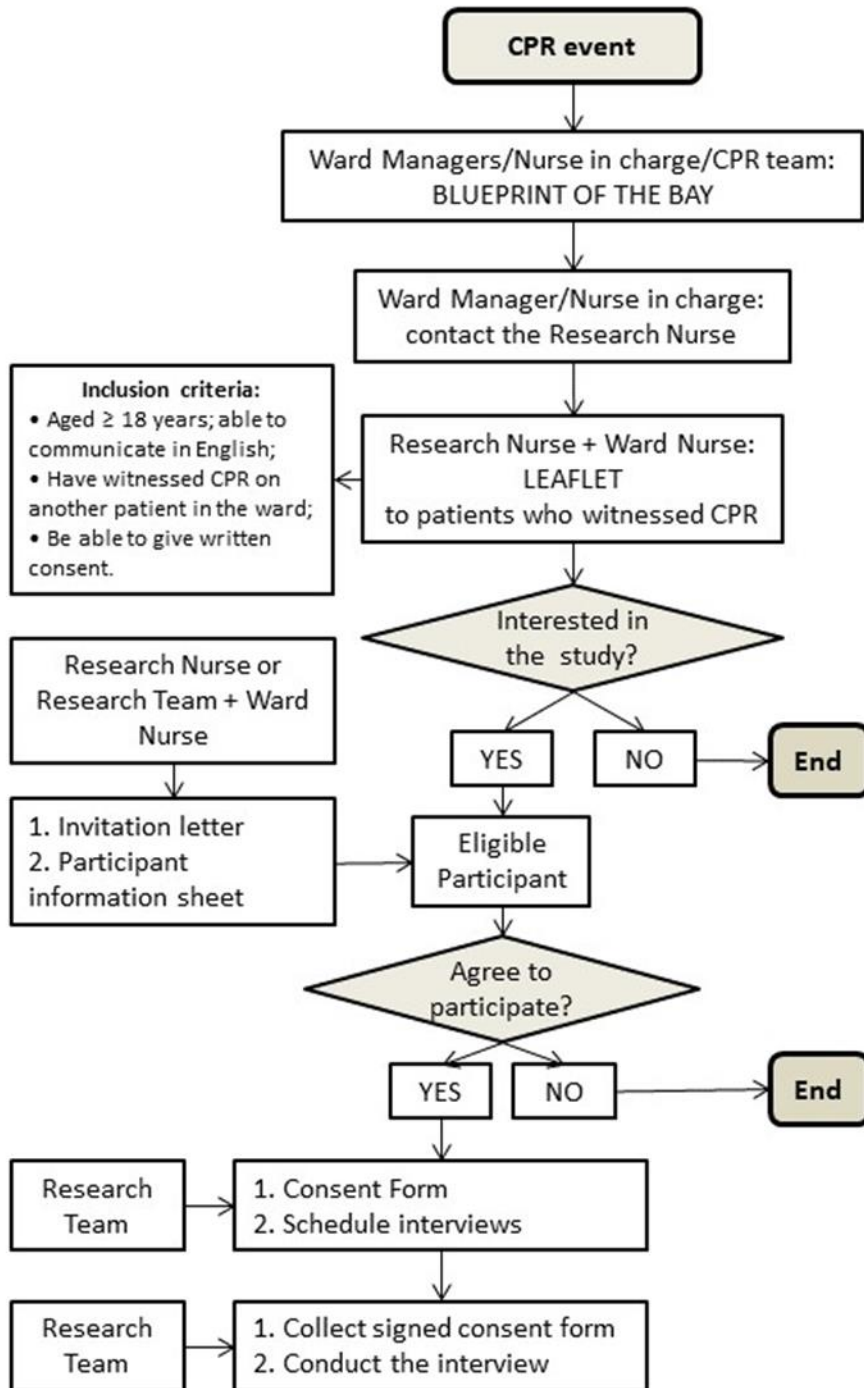 CPR event
Ward Managers/Nurse in charge/CPR team:
BLUEPRINT OF THE BAY
Ward Manager/Nurse in charge:
contact the Research Nurse
Inclusion criteria:
• Aged ≥ 18 years; able to
communicate in English;
• Have witnessed CPR on
another patient in the ward;
• Be able to give written
consent.
Research Nurse + Ward Nurse:
LEAFLET
to patients who witnessed CPR
Interested in
the study?
YES
NO
End
Research Nurse or
Research Team + Ward
Nurse
1. Invitation letter
2. Participant
information sheet
Eligible
Participant
Agree to
participate?
YES
NO
End
Research
Team
1. Consent Form
2. Schedule interviews
Research
Team
1. Collect signed consent form
2. Conduct the interview